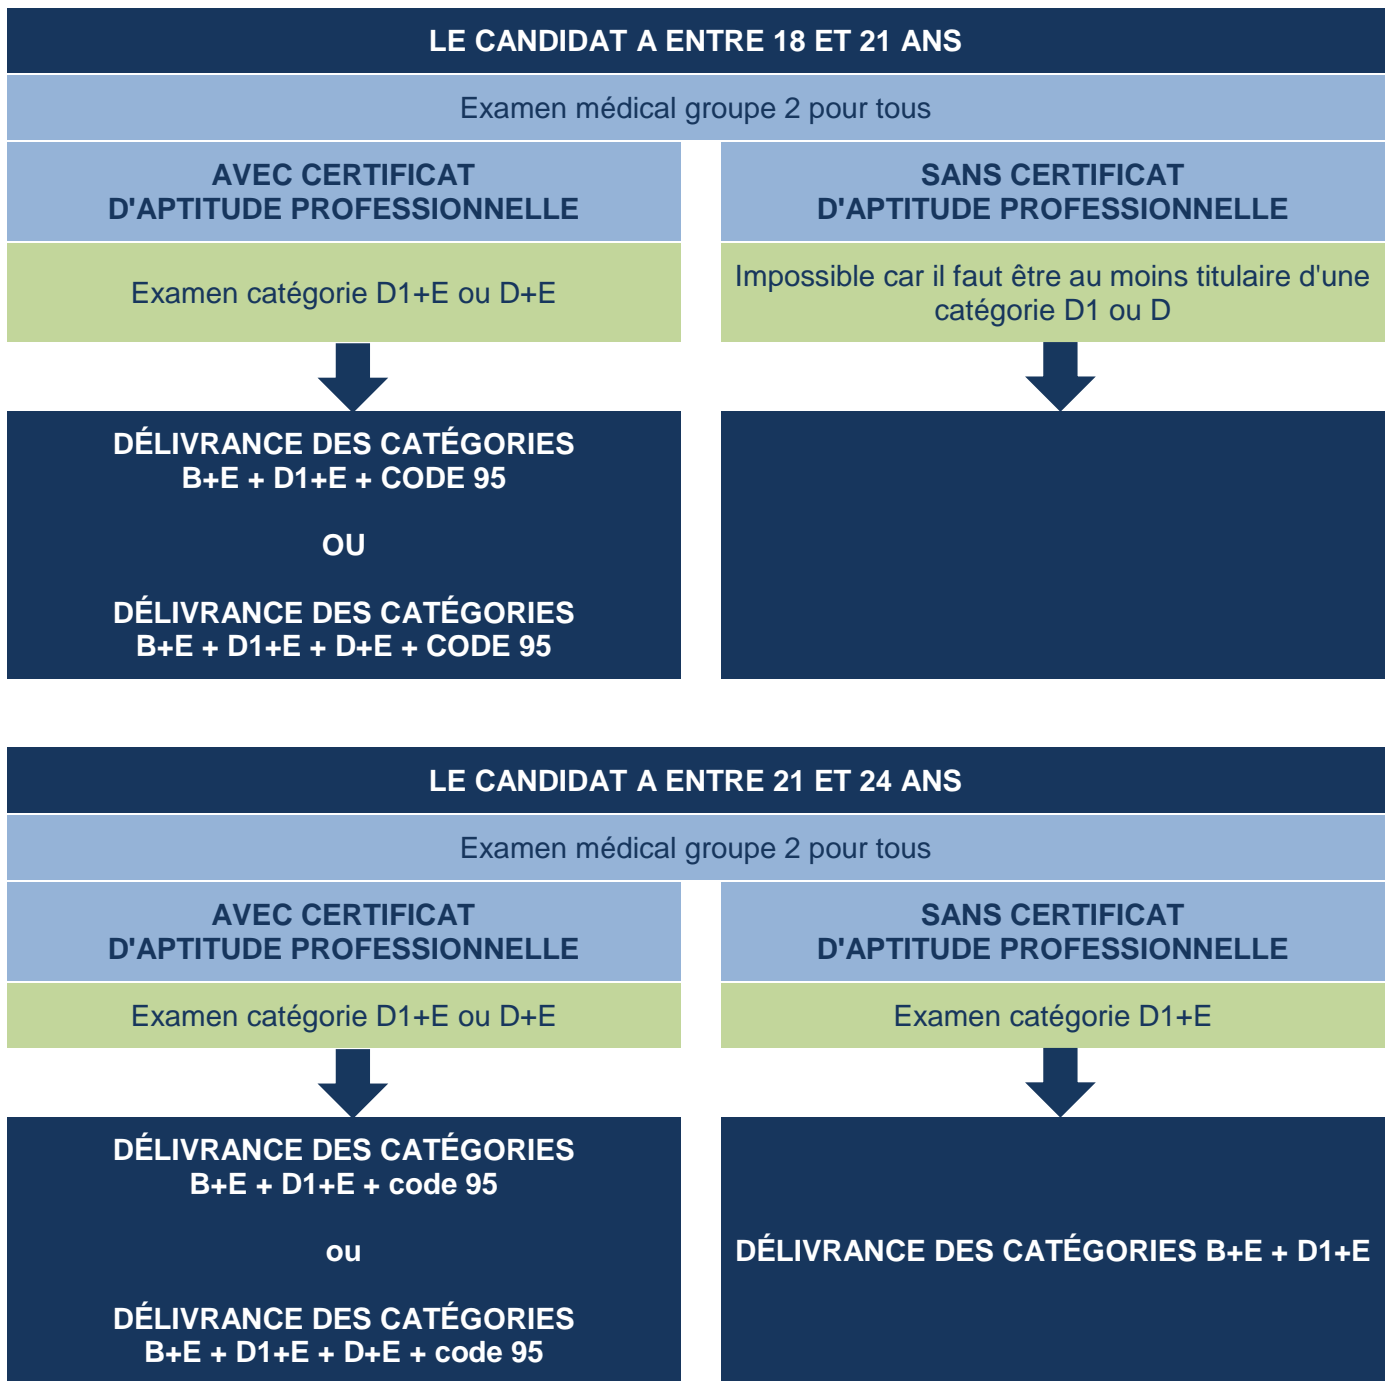 LE CANDIDAT A ENTRE 18 ET 21 ANS
Examen médical groupe 2 pour tous
AVEC CERTIFICAT
D'APTITUDE PROFESSIONNELLE
SANS CERTIFICAT
D'APTITUDE PROFESSIONNELLE
Examen catégorie D1+E ou D+E
Impossible car il faut être au moins titulaire d'une
catégorie D1 ou D
DÉLIVRANCE DES CATÉGORIES
B+E + D1+E + CODE 95
OU
DÉLIVRANCE DES CATÉGORIES
B+E + D1+E + D+E + CODE 95
LE CANDIDAT A ENTRE 21 ET 24 ANS
Examen médical groupe 2 pour tous
AVEC CERTIFICAT
D'APTITUDE PROFESSIONNELLE
SANS CERTIFICAT
D'APTITUDE PROFESSIONNELLE
Examen catégorie D1+E ou D+E
Examen catégorie D1+E
DÉLIVRANCE DES CATÉGORIES
B+E + D1+E + code 95
ou
DÉLIVRANCE DES CATÉGORIES
B+E + D1+E + D+E + code 95
DÉLIVRANCE DES CATÉGORIES B+E + D1+E